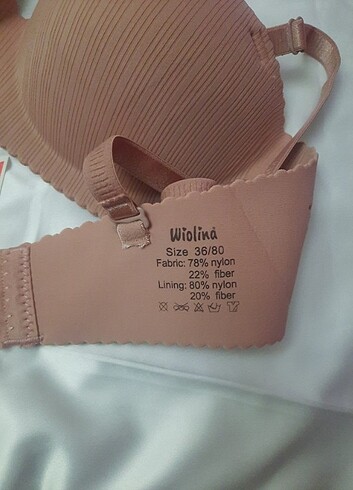 Wiolina
Size 36/80
Fabric: 78% nylon
22% fiber
Lining: 80% nylon
20% fiber